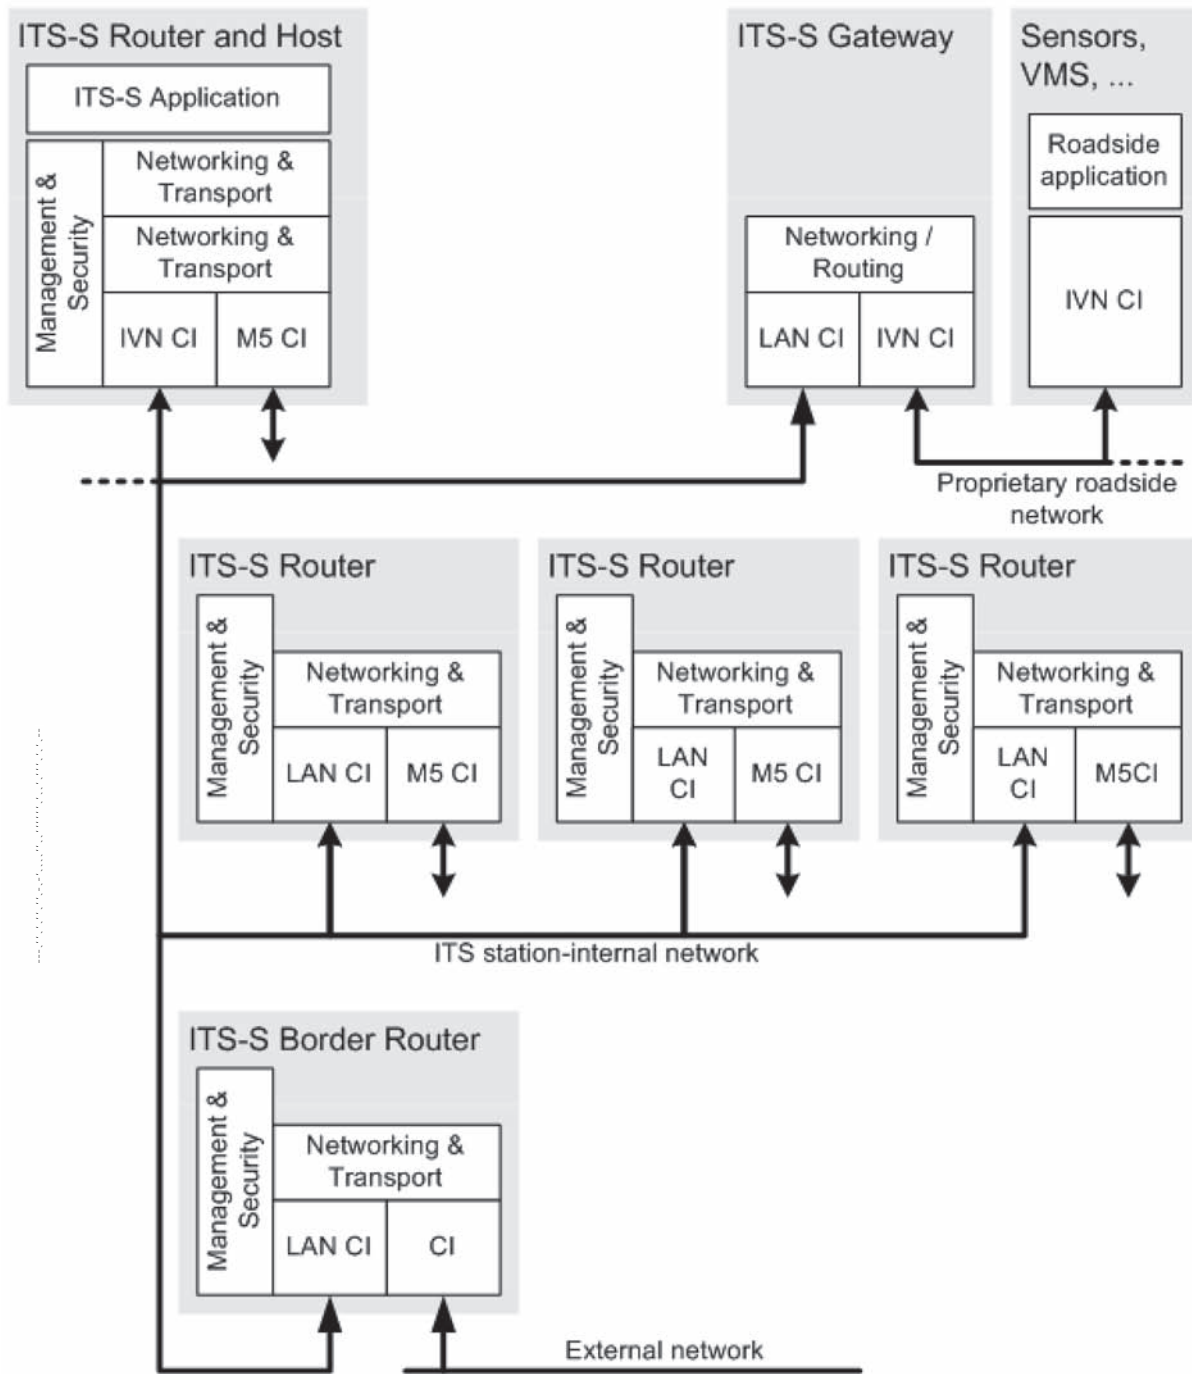 ITS-S Router and Host
ITS-S Application
Management &
Security
Networking &
Transport
Networking &
Transport
IVN CI
M5 CI
ITS-S Gateway
Networking /
Routing
LAN CI
IVN CI
Sensors,
VMS, ...
Roadside
application
IVN CI
Proprietary roadside
network
ITS-S Router
Management &
Security
Networking &
Transport
LAN CI
M5 CI
ITS-S Router
Management &
Security
Networking &
Transport
LAN
CI
M5 CI
ITS-S Router
Management &
Security
Networking &
Transport
LAN
CI
M5CI
ITS station-internal network
ITS-S Border Router
Management &
Security
Networking &
Transport
LAN CI
CI
External network